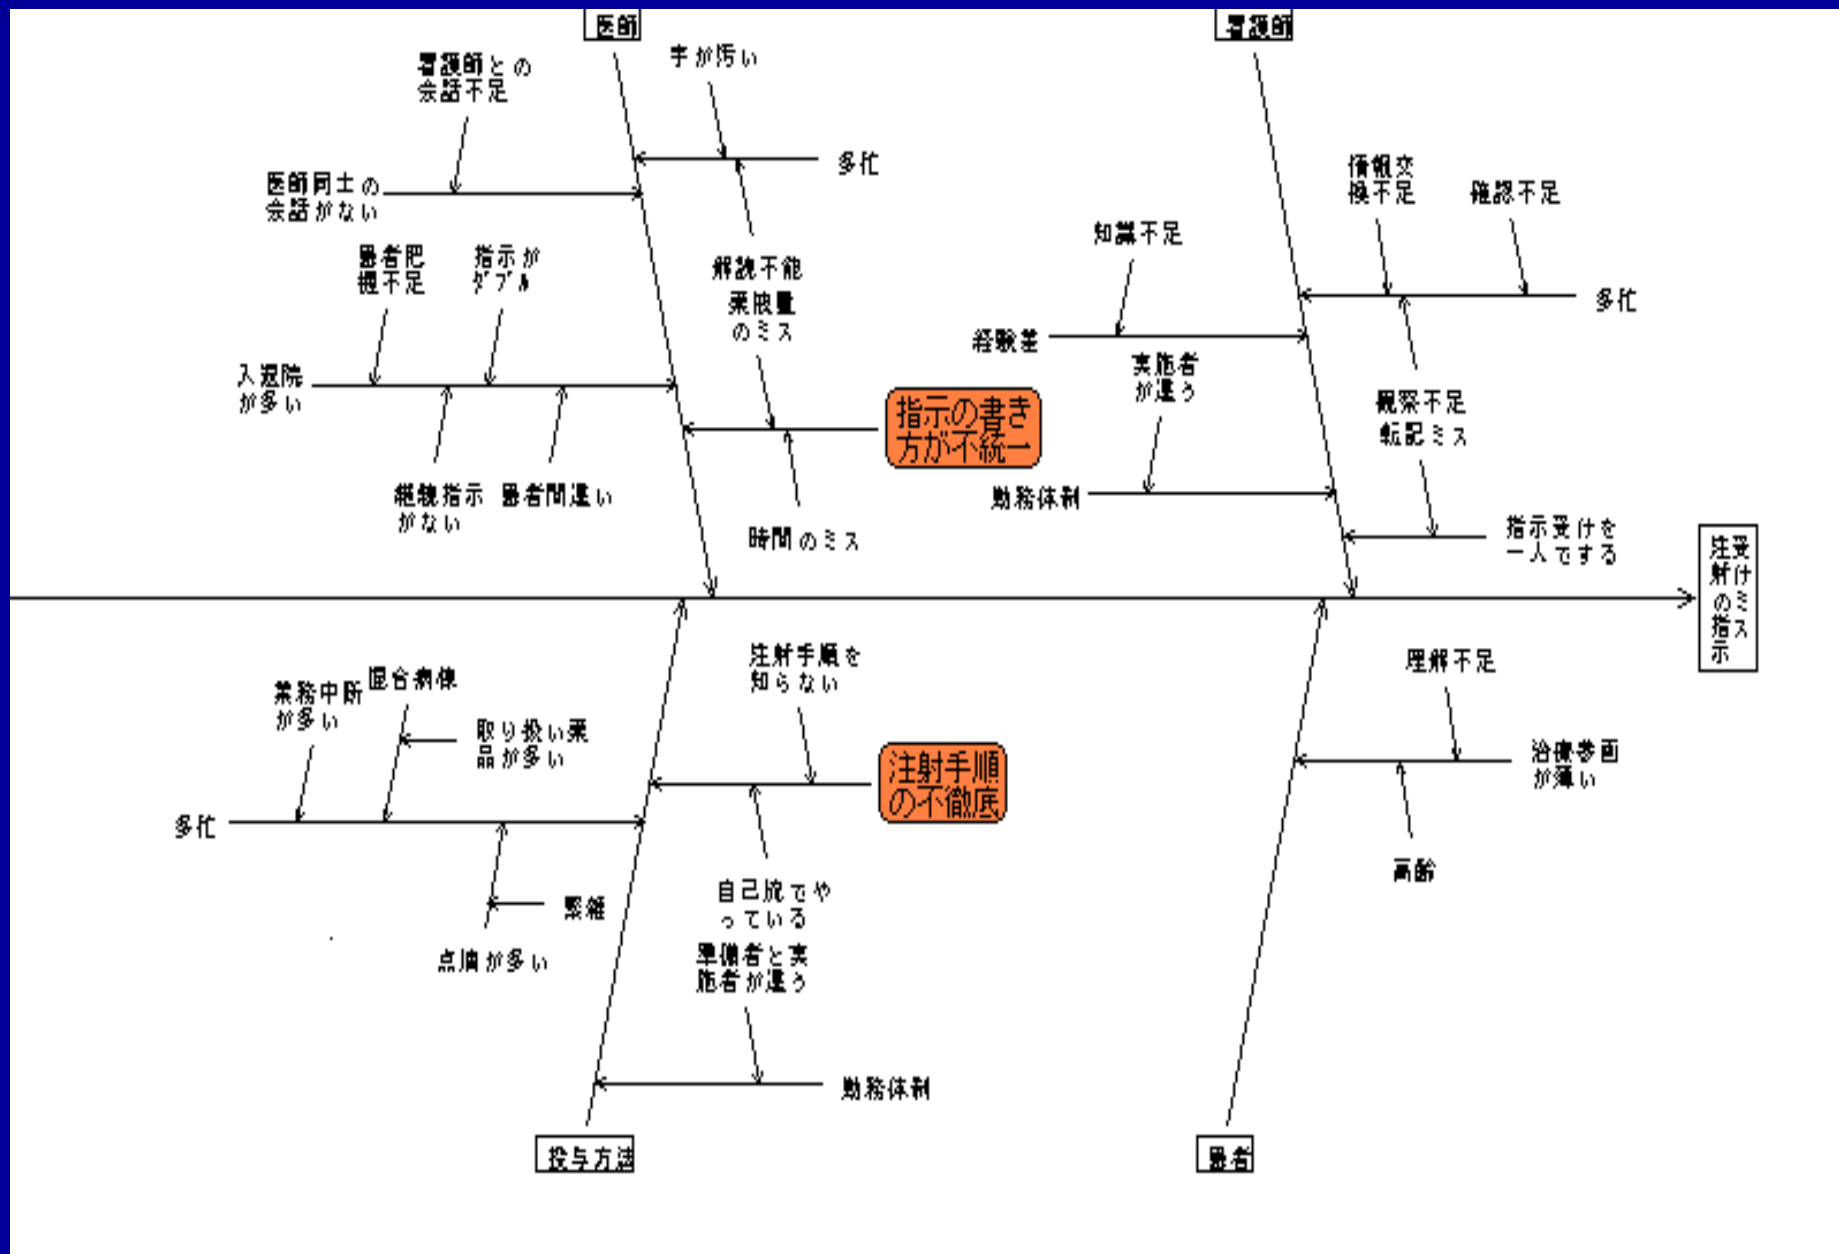 医師
看護師
看護師との
会話不足
字が汚い
多忙
医師同士の
会話がない
患者把
握不足
指示が
ダブル
解読不能
薬液量
のミス
入退院
が多い
指示の書き
方が不統一
継続指示
がない
患者間違い
時間のミス
情報交
換不足
確認不足
知識不足
多忙
経験差
実施者
が違う
観察不足
転記ミス
勤務体制
指示受けを
一人でする
注射の指示
受けミス
業務中断
が多い
混合病棟
取り扱い薬
品が多い
注射手順を
知らない
注射手順
の不徹底
多忙
繁雑
点滴が多い
自己流でや
っている
準備者と実
施者が違う
勤務体制
理解不足
治療参画
が薄い
高齢
投与方法
患者